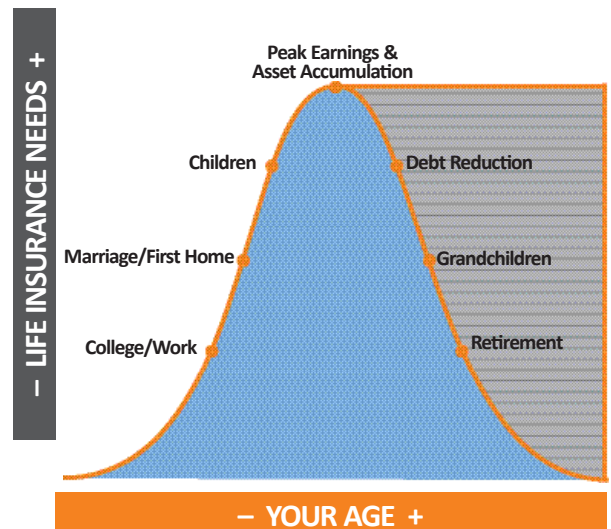 Peak Earnings &
Asset Accumulation
Children
Debt Reduction
Marriage/First Home
Grandchildren
College/Work
Retirement
– LIFE INSURANCE NEEDS +
– YOUR AGE +